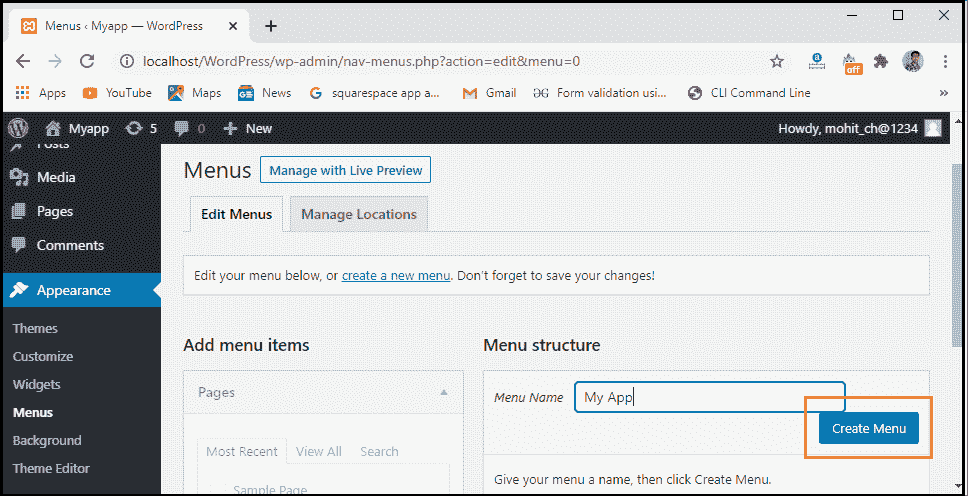 Menus ‹ Myapp — WordPress
localhost/WordPress/wp-admin/nav-menus.php?action=edit&menu=0
off
Apps YouTube Maps News squarespace app a... Gmail Form validation usi... CLI Command Line »
Myapp 5 0 + New Howdy, mohit_ch@1234
Posts
Media
Pages
Comments
Appearance
Themes
Customize
Widgets
Menus
Background
Theme Editor
Menus Manage with Live Preview
Edit Menus Manage Locations
Edit your menu below, or create a new menu. Don't forget to save your changes!
Add menu items
Pages
Most Recent View All Search
Sample Page
Menu structure
Menu Name My App
Create Menu
Give your menu a name, then click Create Menu.